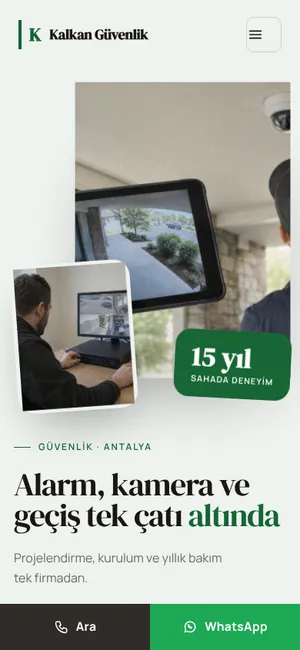 K Kalkan Güvenlik
15 yıl
SAHADA DENEYİM
GÜVENLİK · ANTALYA
Alarm, kamera ve
geçiş tek çatı altında
Projelendirme, kurulum ve yıllık bakım
tek firmadan.
Ara
WhatsApp